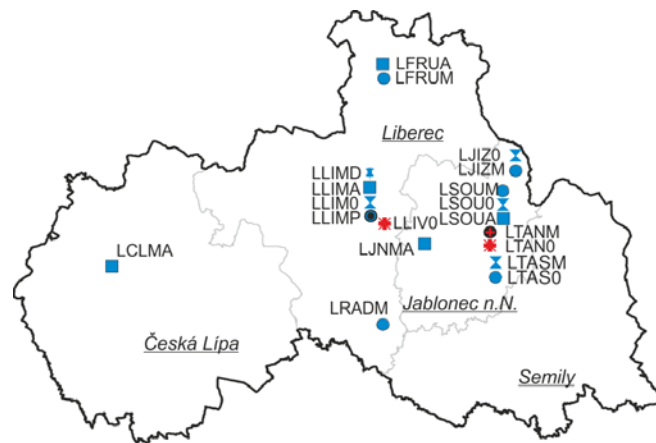 LFRUA
LFRUM
Liberec
LJIZ0
LJIZM
LLIMD
LLIMA
LLIM0
LLIMP
LSOUM
LSOU0
LSOUA
LLIV0
LTANM
LTAN0
LJNMA
LCLMA
LTASM
LTAS0
LRADM
Jablonec n.N.
Česká Lípa
Semily